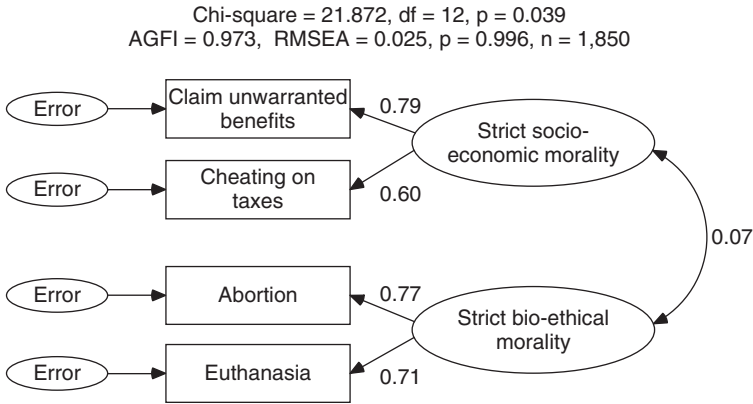 Chi-square = 21.872, df = 12, p = 0.039
AGFI = 0.973, RMSEA = 0.025, p = 0.996, n = 1,850
Error
Claim unwarranted
benefits
0.79
Strict socio-
economic morality
Error
Cheating on
taxes
0.60
0.07
Error
Abortion
0.77
Strict bio-ethical
morality
Error
Euthanasia
0.71